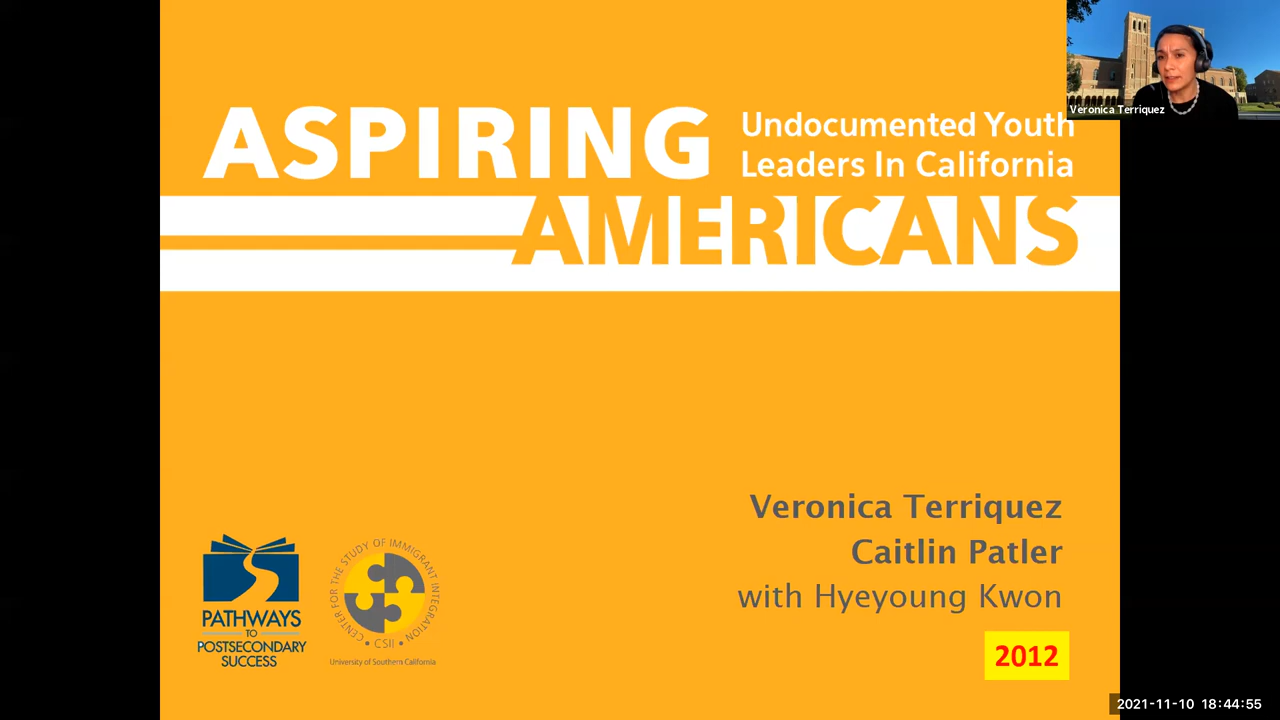 Veronica Terriquez
ASPIRING
Undocumented Youth
Leaders In California
AMERICANS
Veronica Terriquez
Caitlin Patler
with Hyeyoung Kwon
2012
PATHWAYS
TO
POSTSECONDARY
SUCCESS
CENTER FOR THE STUDY OF IMMIGRANT INTEGRATION
• CSII •
University of Southern California
2021-11-10 18:44:55